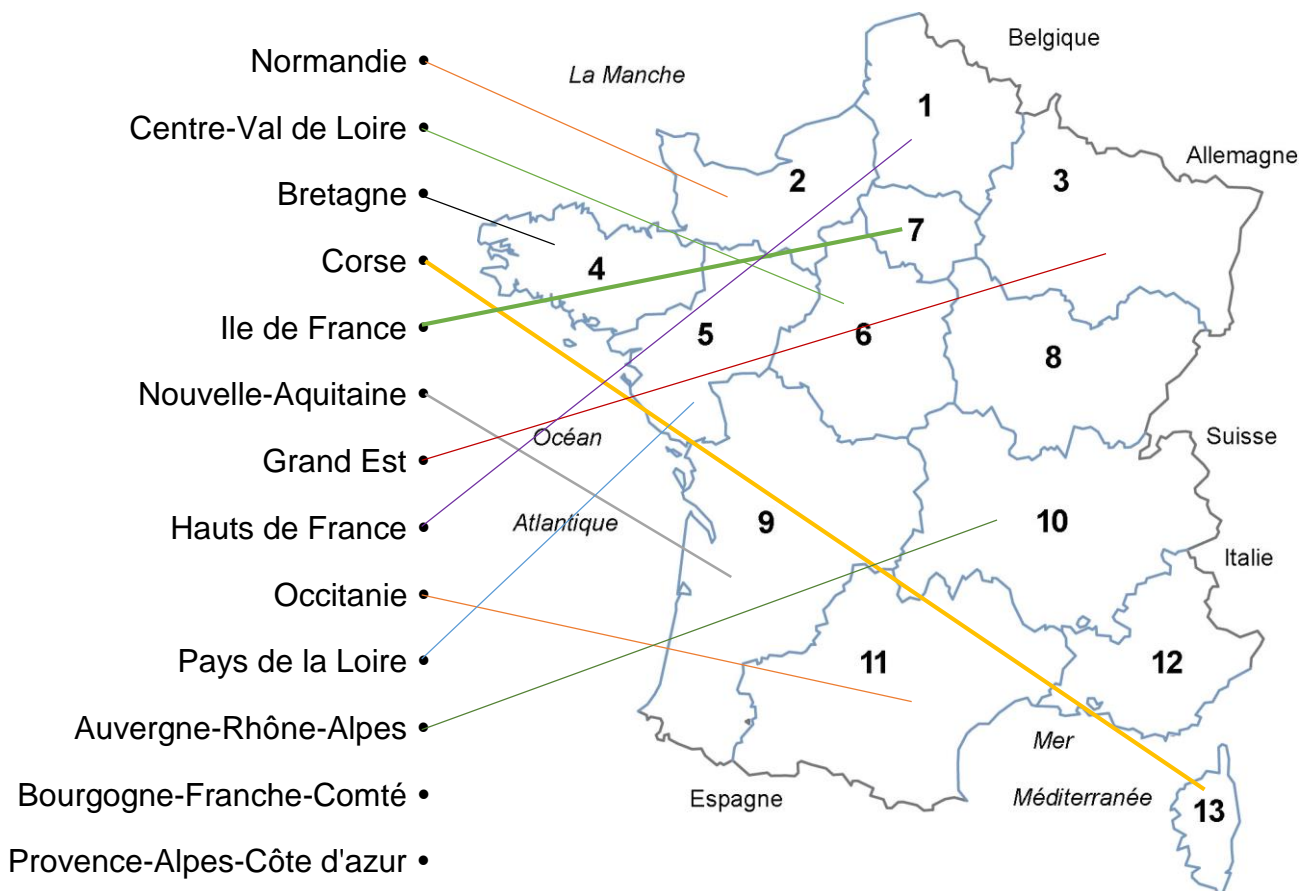 Normandie
Centre-Val de Loire
Bretagne
Corse
Ile de France
Nouvelle-Aquitaine
Grand Est
Hauts de France
Occitanie
Pays de la Loire
Auvergne-Rhône-Alpes
Bourgogne-Franche-Comté
Provence-Alpes-Côte d'azur
La Manche
Belgique
Allemagne
Suisse
Italie
Océan
Atlantique
Espagne
Mer
Méditerranée
1
2
3
4
5
6
7
8
9
10
11
12
13